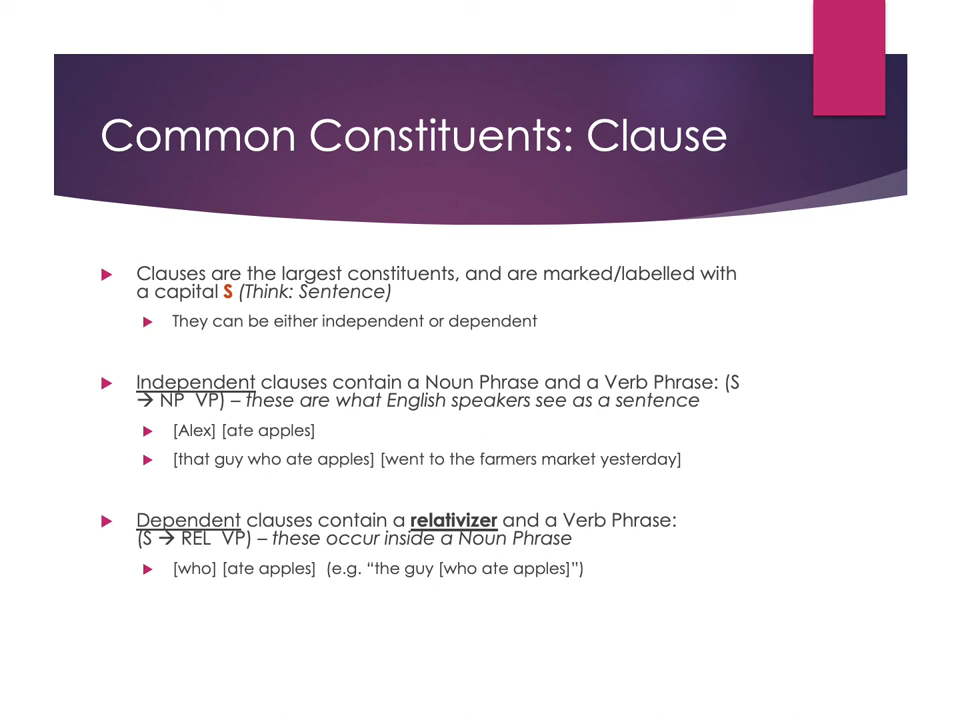 Common Constituents: Clause
Clauses are the largest constituents, and are marked/labelled with
a capital S (Think: Sentence)
They can be either independent or dependent
Independent clauses contain a Noun Phrase and a Verb Phrase: (S
→ NP  VP) – these are what English speakers see as a sentence
[Alex] [ate apples]
[that guy who ate apples] [went to the farmers market yesterday]
Dependent clauses contain a relativizer and a Verb Phrase:
(S → REL  VP) – these occur inside a Noun Phrase
[who] [ate apples]  (e.g. “the guy [who ate apples]”)